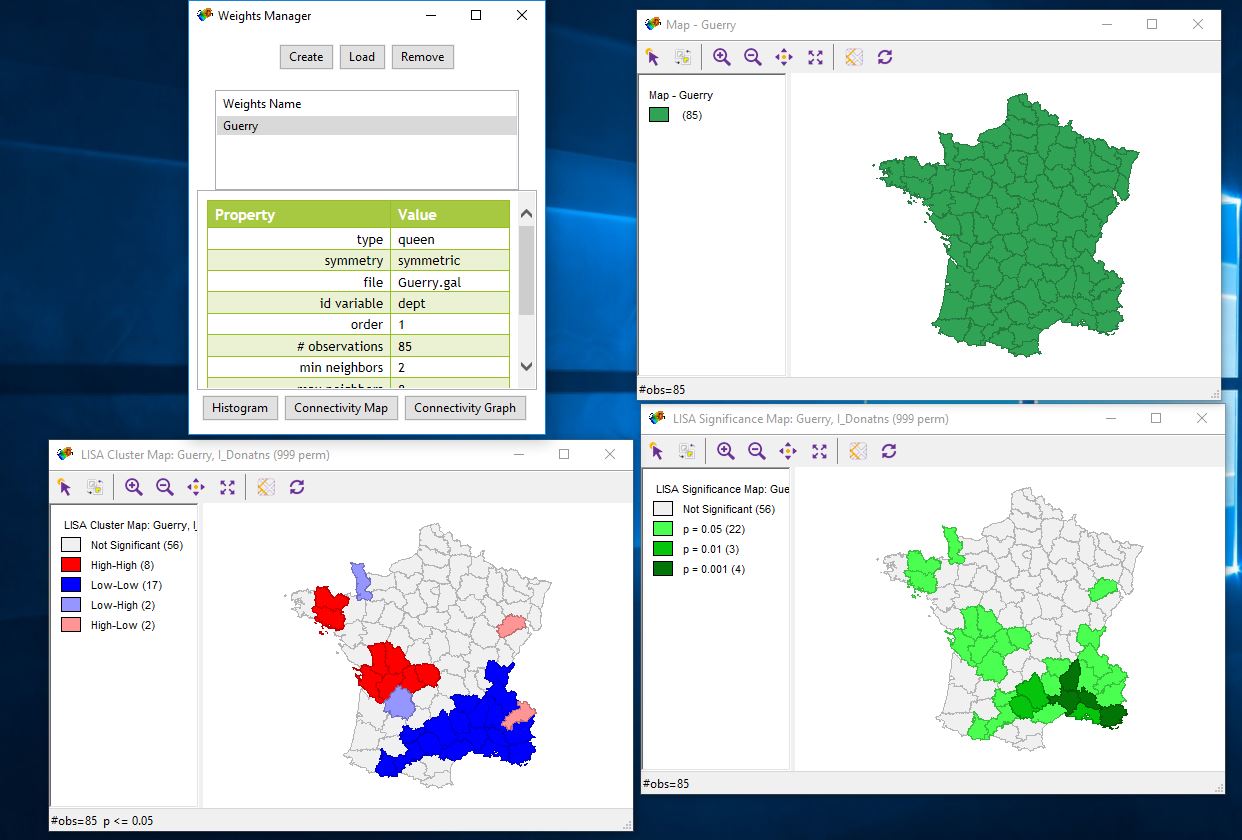 Weights Manager
Create Load Remove
Weights Name
Guerry
Property Value
type queen
symmetry symmetric
file Guerry.gal
id variable dept
order 1
# observations 85
min neighbors 2
Histogram Connectivity Map Connectivity Graph
Map - Guerry
Map - Guerry
(85)
#obs=85
LISA Cluster Map: Guerry, I_Donatns (999 perm)
LISA Cluster Map: Guerry, I_
Not Significant (56)
High-High (8)
Low-Low (17)
Low-High (2)
High-Low (2)
#obs=85 p <= 0.05
LISA Significance Map: Guerry, I_Donatns (999 perm)
LISA Significance Map: Gue
Not Significant (56)
p = 0.05 (22)
p = 0.01 (3)
p = 0.001 (4)
#obs=85